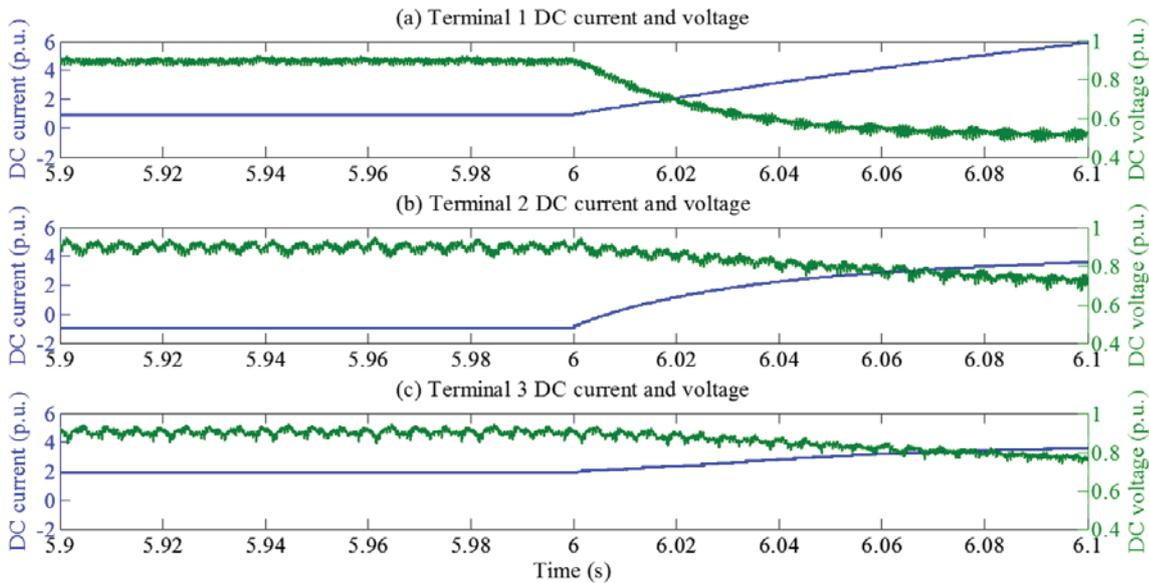 (a) Terminal 1 DC current and voltage
DC current (p.u.)
6
4
2
0
-2
1
0.8
0.6
0.4
DC voltage (p.u.)
5.9 5.92 5.94 5.96 5.98 6 6.02 6.04 6.06 6.08 6.1
(b) Terminal 2 DC current and voltage
DC current (p.u.)
6
4
2
0
-2
1
0.8
0.6
0.4
DC voltage (p.u.)
5.9 5.92 5.94 5.96 5.98 6 6.02 6.04 6.06 6.08 6.1
(c) Terminal 3 DC current and voltage
DC current (p.u.)
6
4
2
0
-2
1
0.8
0.6
0.4
DC voltage (p.u.)
5.9 5.92 5.94 5.96 5.98 6 6.02 6.04 6.06 6.08 6.1
Time (s)